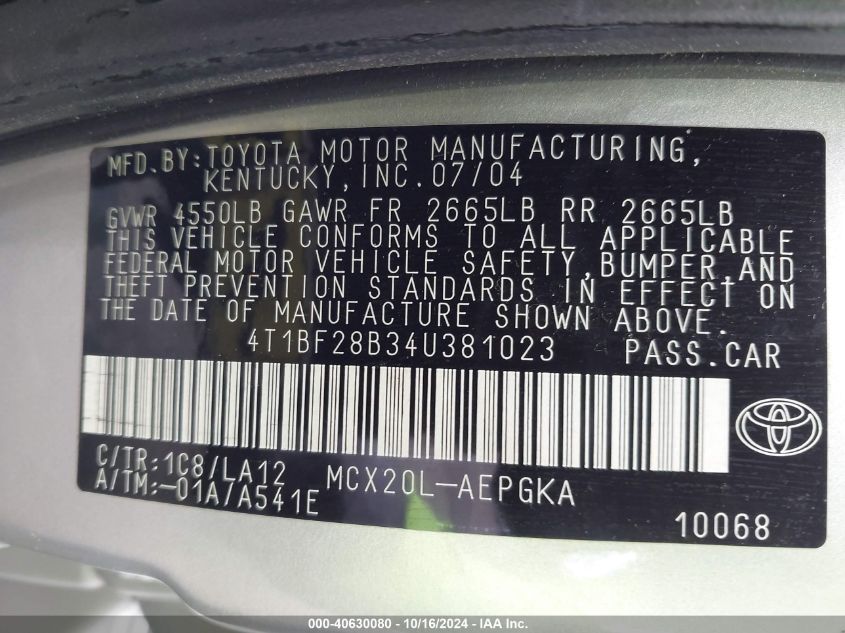 MFD.BY:TOYOTA MOTOR MANUFACTURING,
KENTUCKY,INC.07/04
GVWR 4550LB GAWR FR 2665LB RR 2665LB
THIS VEHICLE CONFORMS TO ALL APPLICABLE
FEDERAL MOTOR VEHICLE SAFETY,BUMPER,AND
THEFT PREVENTION STANDARDS IN EFFECT ON
THE DATE OF MANUFACTURE SHOWN ABOVE.
4T1BF28B34U381023 PASS.CAR
C/TR:1C8/LA12 MCX20L-AEPGKA
A/TM:-01A/A541E
10068
000-40630080 - 10/16/2024 - IAA Inc.